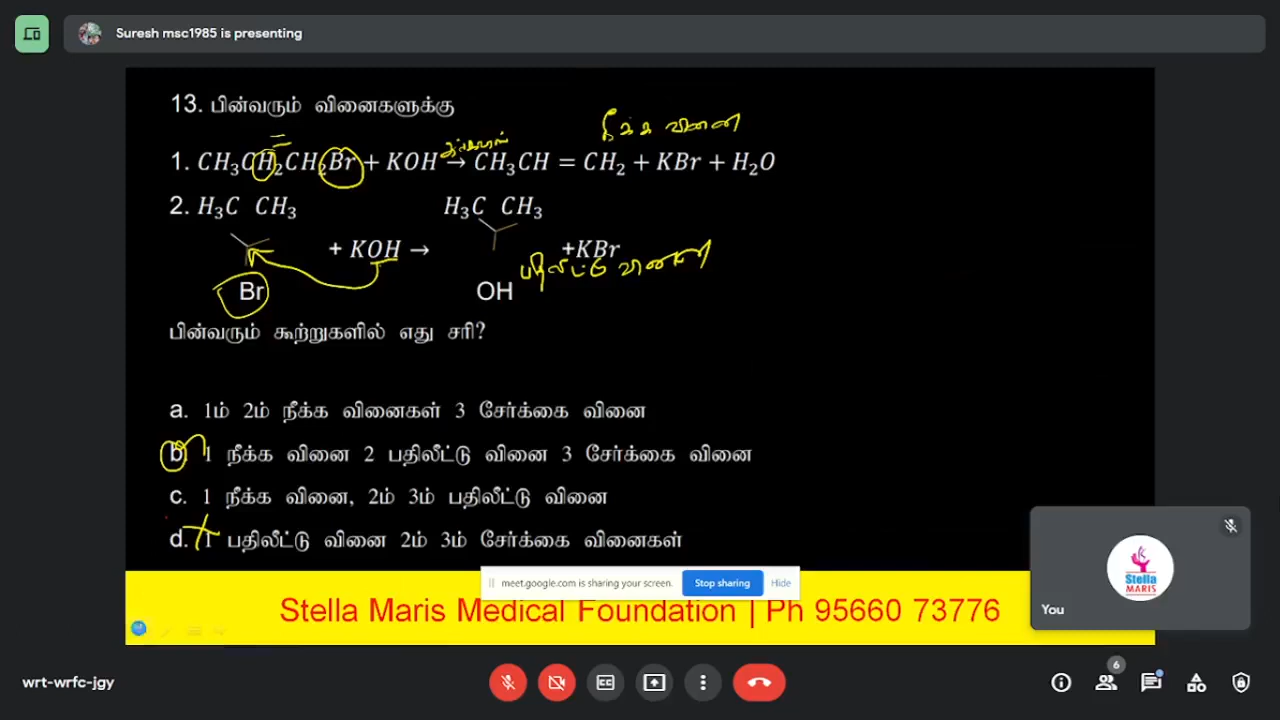 Suresh msc1985 is presenting
13. பின்வரும் வினைகளுக்கு
நீக்க வினை
1. CH₃CH₂CH₂Br + KOH → CH₃CH = CH₂ + KBr + H₂O
2. H₃C CH₃ H₃C CH₃
+ KOH → +KBr
பதிலீட்டு வினை
Br OH
பின்வரும் கூற்றுகளில் எது சரி?
a. 1ம் 2ம் நீக்க வினைகள் 3 சேர்க்கை வினை
b. 1 நீக்க வினை 2 பதிலீட்டு வினை 3 சேர்க்கை வினை
c. 1 நீக்க வினை, 2ம் 3ம் பதிலீட்டு வினை
d. 1 பதிலீட்டு வினை 2ம் 3ம் சேர்க்கை வினைகள்
meet.google.com is sharing your screen. Stop sharing Hide
Stella Maris Medical Foundation | Ph 95660 73776
Stella
MARIS
You
wrt-wrfc-jgy
6